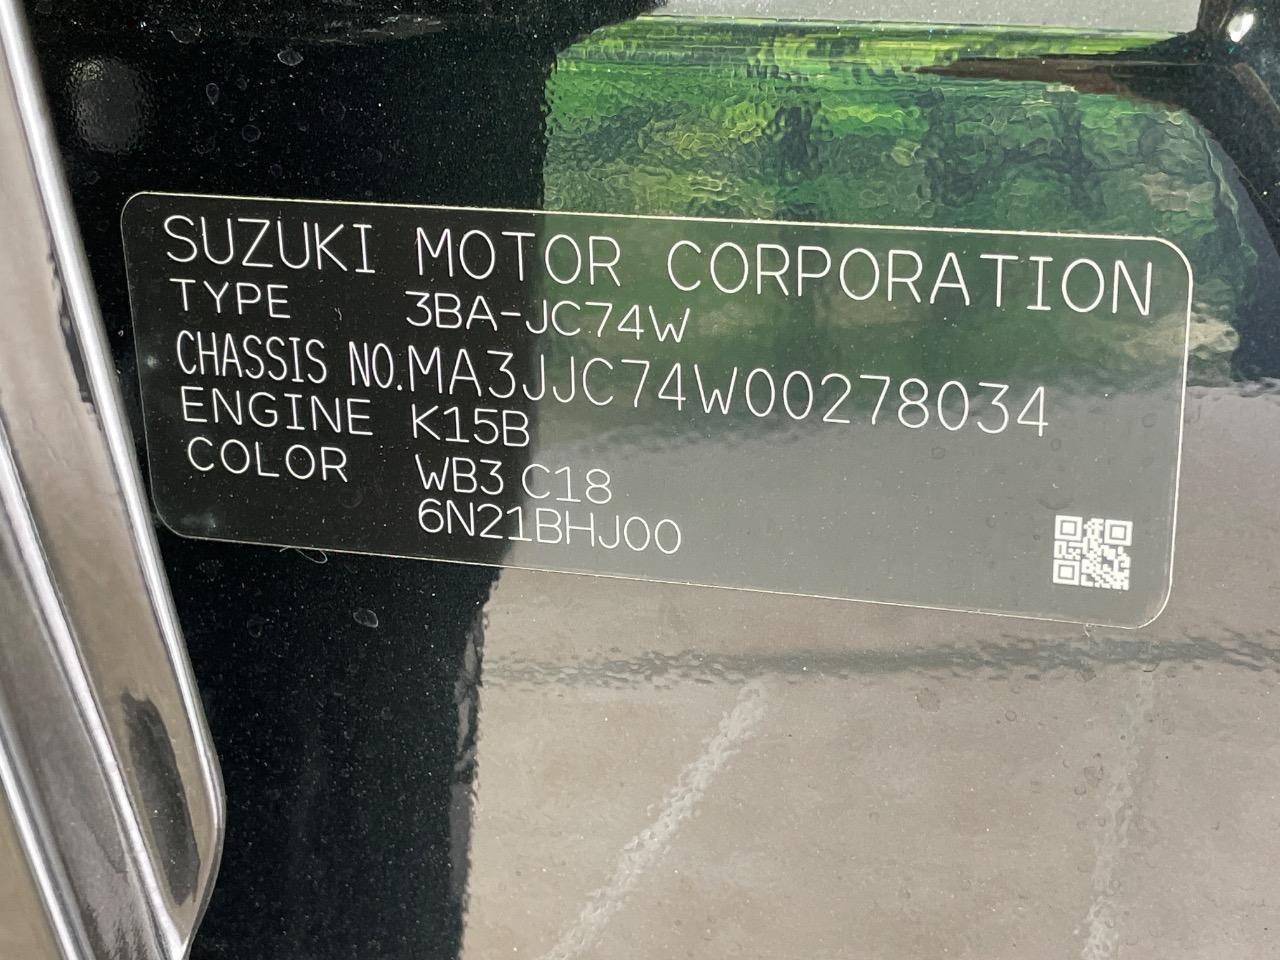 SUZUKI MOTOR CORPORATION
TYPE 3BA-JC74W
CHASSIS NO. MA3JJC74W00278034
ENGINE K15B
COLOR WB3 C18
6N21BHJ00